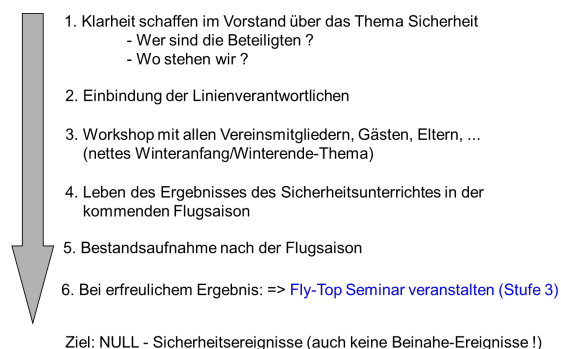 1. Klarheit schaffen im Vorstand über das Thema Sicherheit
- Wer sind die Beteiligten ?
- Wo stehen wir ?
2. Einbindung der Linienverantwortlichen
3. Workshop mit allen Vereinsmitgliedern, Gästen, Eltern, ...
(nettes Winteranfang/Winterende-Thema)
4. Leben des Ergebnisses des Sicherheitsunterrichtes in der
kommenden Flugsaison
5. Bestandsaufnahme nach der Flugsaison
6. Bei erfreulichem Ergebnis: => Fly-Top Seminar veranstalten (Stufe 3)
Ziel: NULL - Sicherheitsereignisse (auch keine Beinahe-Ereignisse !)